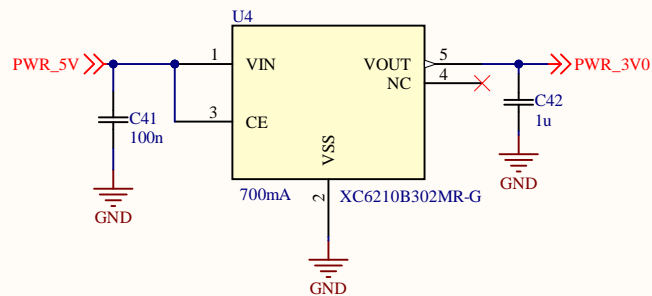 U4
PWR_5V
1
VIN
VOUT
5
PWR_3V0
NC
4
C41
100n
3
CE
C42
1u
VSS
GND
700mA
2
XC6210B302MR-G
GND
GND